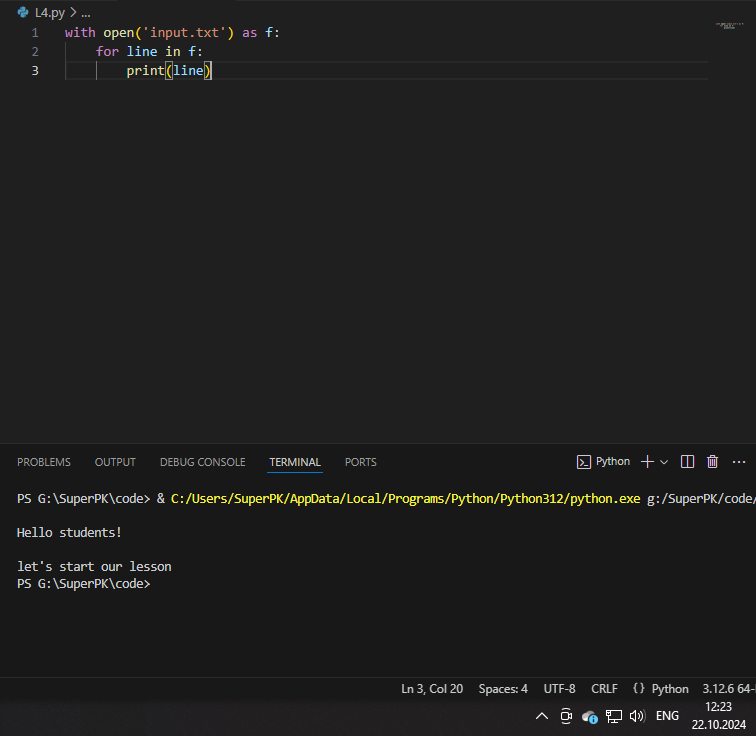 L4.py > ...
1 with open('input.txt') as f:
2 for line in f:
3 print(line)
PROBLEMS OUTPUT DEBUG CONSOLE TERMINAL PORTS
Python
PS G:\SuperPK\code> & C:/Users/SuperPK/AppData/Local/Programs/Python/Python312/python.exe g:/SuperPK/code/
Hello students!
let's start our lesson
PS G:\SuperPK\code>
Ln 3, Col 20 Spaces: 4 UTF-8 CRLF {} Python 3.12.6 64-
12:23
ENG
22.10.2024